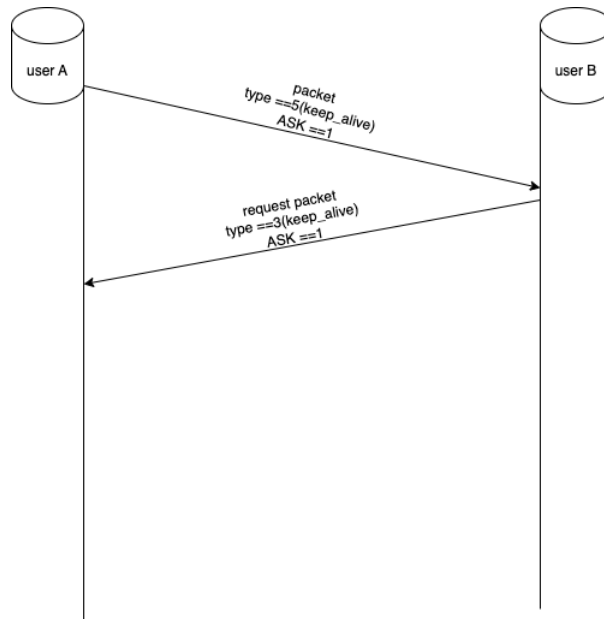 user A
user B
packet
type ==5(keep_alive)
ASK ==1
request packet
type ==3(keep_alive)
ASK ==1